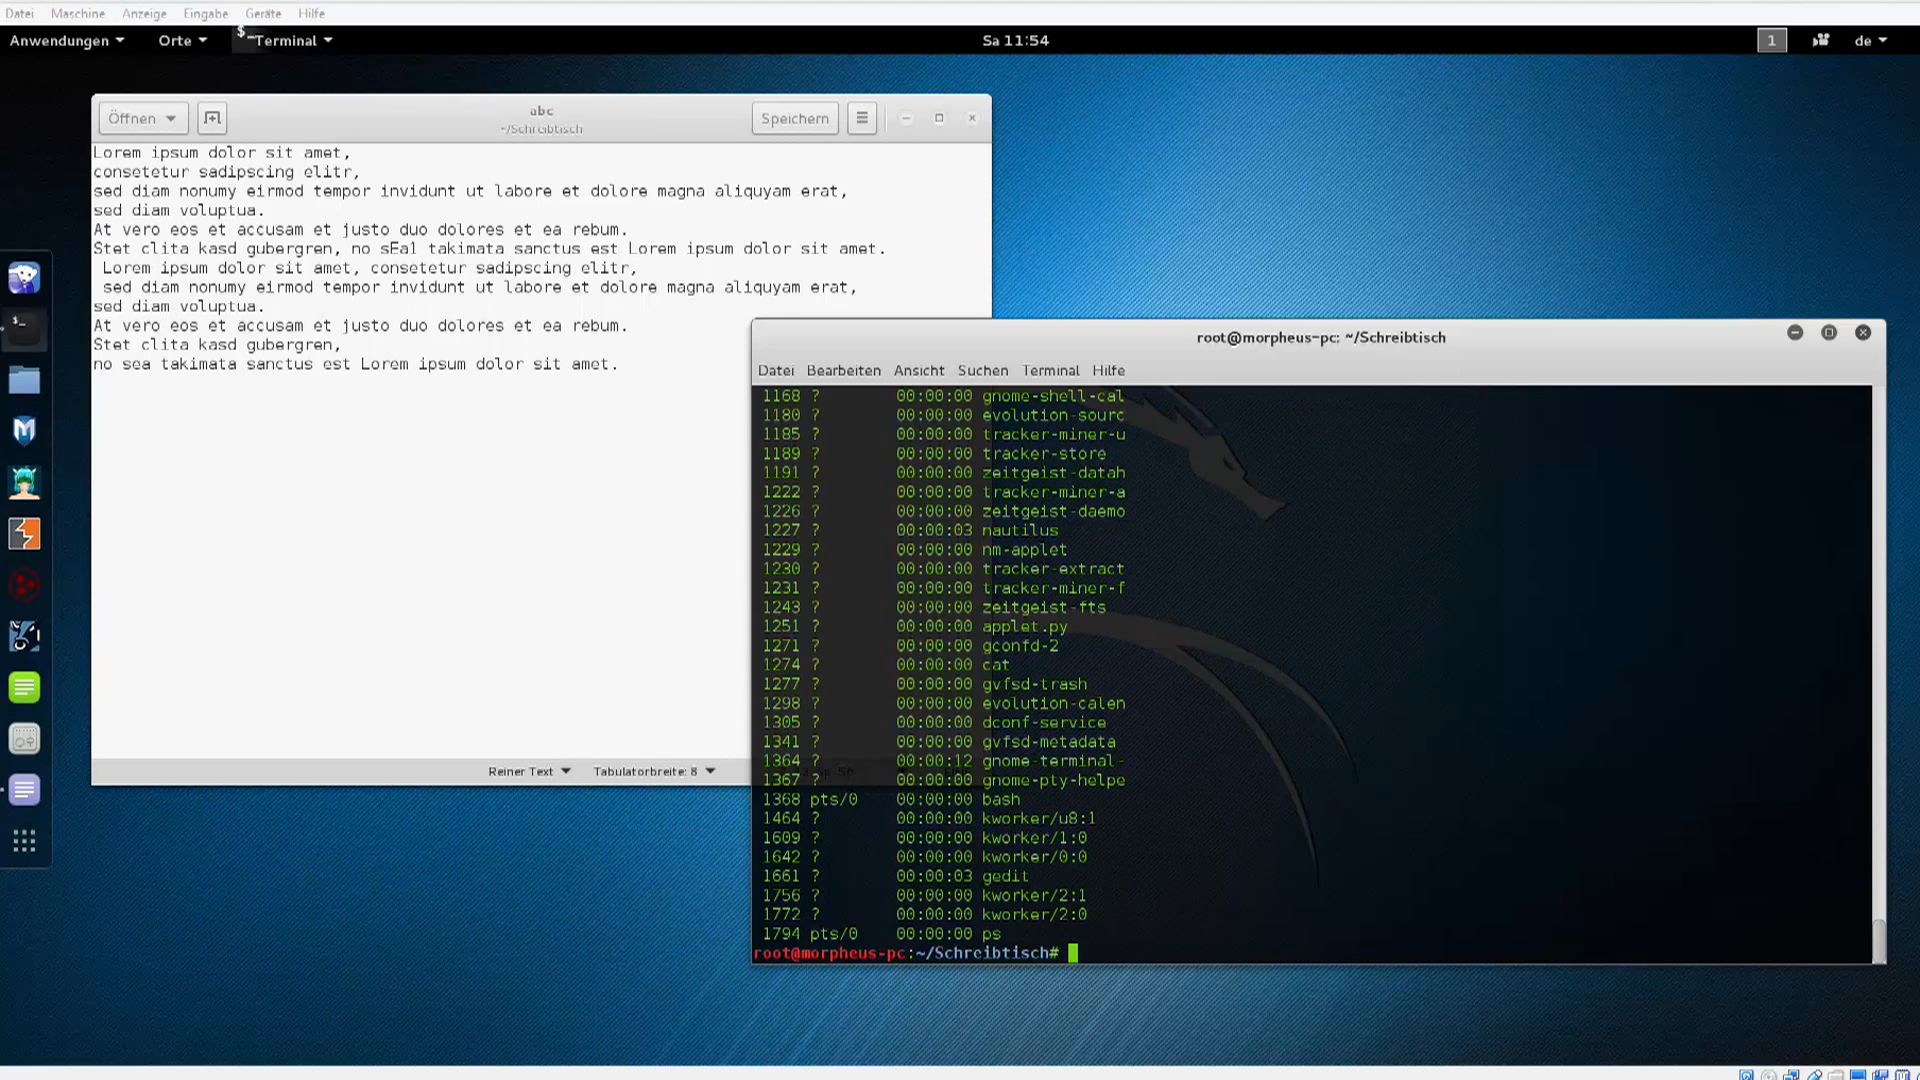 Datei Maschine Anzeige Eingabe Geräte Hilfe
Anwendungen Orte Terminal Sa 11:54 1 de
Öffnen abc Speichern
~/Schreibtisch
Lorem ipsum dolor sit amet,
consetetur sadipscing elitr,
sed diam nonumy eirmod tempor invidunt ut labore et dolore magna aliquyam erat,
sed diam voluptua.
At vero eos et accusam et justo duo dolores et ea rebum.
Stet clita kasd gubergren, no sEa1 takimata sanctus est Lorem ipsum dolor sit amet.
Lorem ipsum dolor sit amet, consetetur sadipscing elitr,
sed diam nonumy eirmod tempor invidunt ut labore et dolore magna aliquyam erat,
sed diam voluptua.
At vero eos et accusam et justo duo dolores et ea rebum.
Stet clita kasd gubergren,
no sea takimata sanctus est Lorem ipsum dolor sit amet.
Reiner Text Tabulatorbreite: 8
root@morpheus-pc: ~/Schreibtisch
Datei Bearbeiten Ansicht Suchen Terminal Hilfe
1168 ? 00:00:00 gnome-shell-cal
1180 ? 00:00:00 evolution-sourc
1185 ? 00:00:00 tracker-miner-u
1189 ? 00:00:00 tracker-store
1191 ? 00:00:00 zeitgeist-datah
1222 ? 00:00:00 tracker-miner-a
1226 ? 00:00:00 zeitgeist-daemo
1227 ? 00:00:03 nautilus
1229 ? 00:00:00 nm-applet
1230 ? 00:00:00 tracker-extract
1231 ? 00:00:00 tracker-miner-f
1243 ? 00:00:00 zeitgeist-fts
1251 ? 00:00:00 applet.py
1271 ? 00:00:00 gconfd-2
1274 ? 00:00:00 cat
1277 ? 00:00:00 gvfsd-trash
1298 ? 00:00:00 evolution-calen
1305 ? 00:00:00 dconf-service
1341 ? 00:00:00 gvfsd-metadata
1364 ? 00:00:12 gnome-terminal-
1367 ? 00:00:00 gnome-pty-helpe
1368 pts/0 00:00:00 bash
1464 ? 00:00:00 kworker/u8:1
1609 ? 00:00:00 kworker/1:0
1642 ? 00:00:00 kworker/0:0
1661 ? 00:00:03 gedit
1756 ? 00:00:00 kworker/2:1
1772 ? 00:00:00 kworker/2:0
1794 pts/0 00:00:00 ps
root@morpheus-pc:~/Schreibtisch#